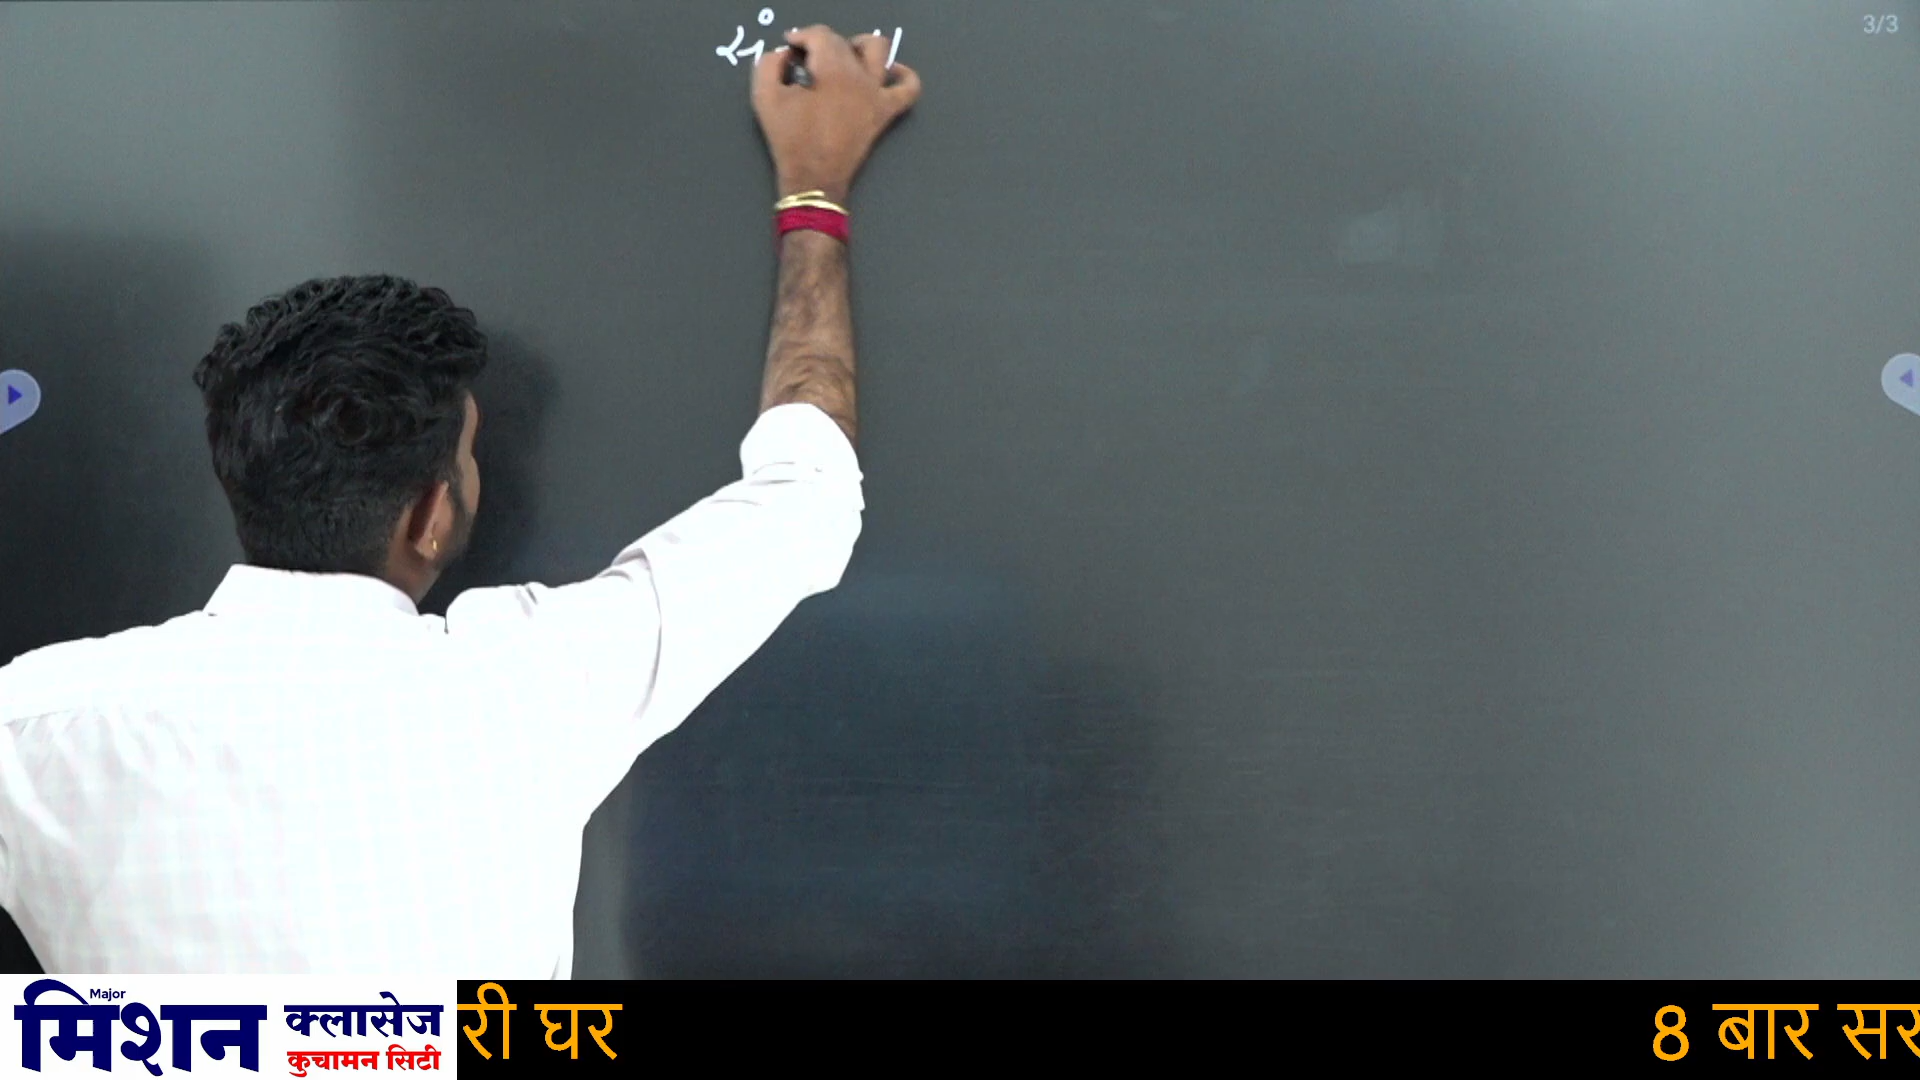 3/3
Major
मिशन क्लासेज
कुचामन सिटी
री घर 8 बार सर